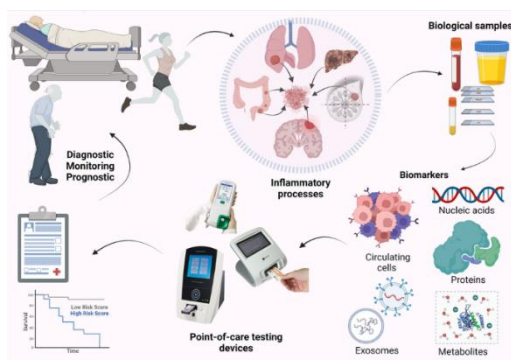 Biological samples
Diagnostic
Monitoring
Prognostic
Inflammatory
processes
Biomarkers
Nucleic acids
Circulating
cells
Proteins
Low Risk Score
High Risk Score
Survival
Time
Point-of-care testing
devices
Exosomes
Metabolites